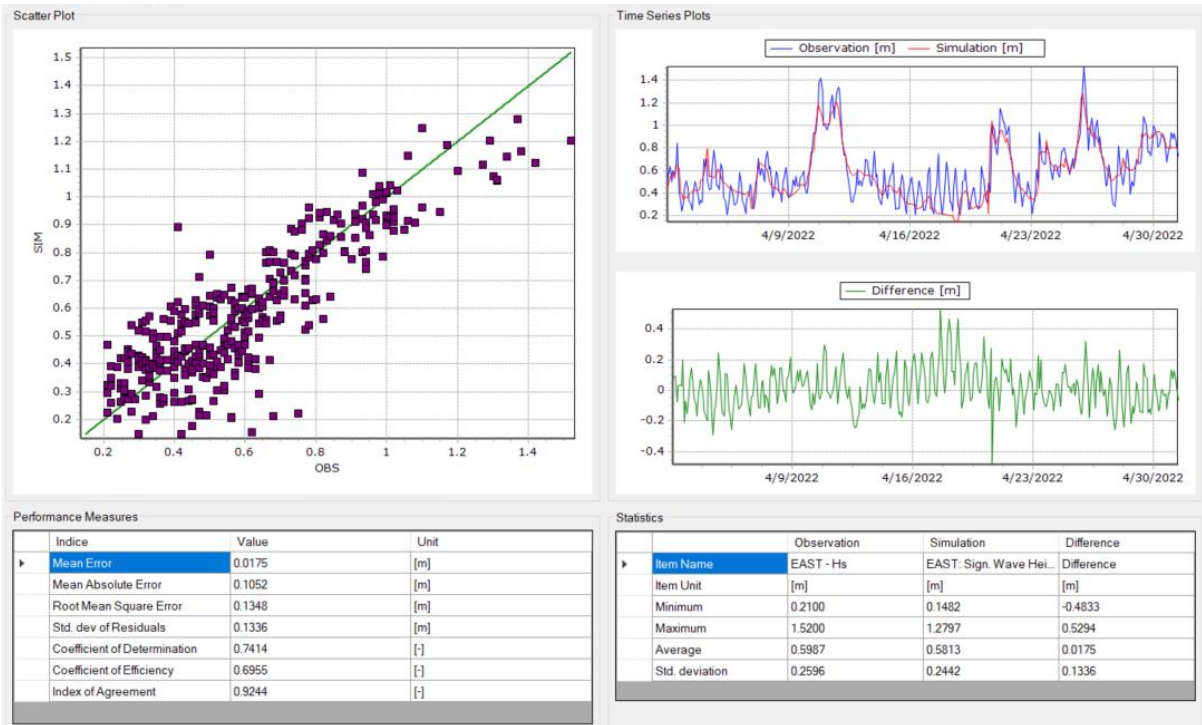 Scatter Plot
1.5
1.4
1.3
1.2
1.1
1
0.9
0.8
0.7
0.6
0.5
0.4
0.3
0.2
SIM
0.2 0.4 0.6 0.8 1 1.2 1.4
OBS
Time Series Plots
Observation [m] Simulation [m]
1.4
1.2
1
0.8
0.6
0.4
0.2
4/9/2022 4/16/2022 4/23/2022 4/30/2022
Difference [m]
0.4
0.2
0
-0.2
-0.4
4/9/2022 4/16/2022 4/23/2022 4/30/2022
Performance Measures
Indice Value Unit
Mean Error 0.0175 [m]
Mean Absolute Error 0.1052 [m]
Root Mean Square Error 0.1348 [m]
Std. dev of Residuals 0.1336 [m]
Coefficient of Determination 0.7414 [-]
Coefficient of Efficiency 0.6955 [-]
Index of Agreement 0.9244 [-]
Statistics
Observation Simulation Difference
Item Name EAST - Hs EAST: Sign. Wave Hei... Difference
Item Unit [m] [m] [m]
Minimum 0.2100 0.1482 -0.4833
Maximum 1.5200 1.2797 0.5294
Average 0.5987 0.5813 0.0175
Std. deviation 0.2596 0.2442 0.1336